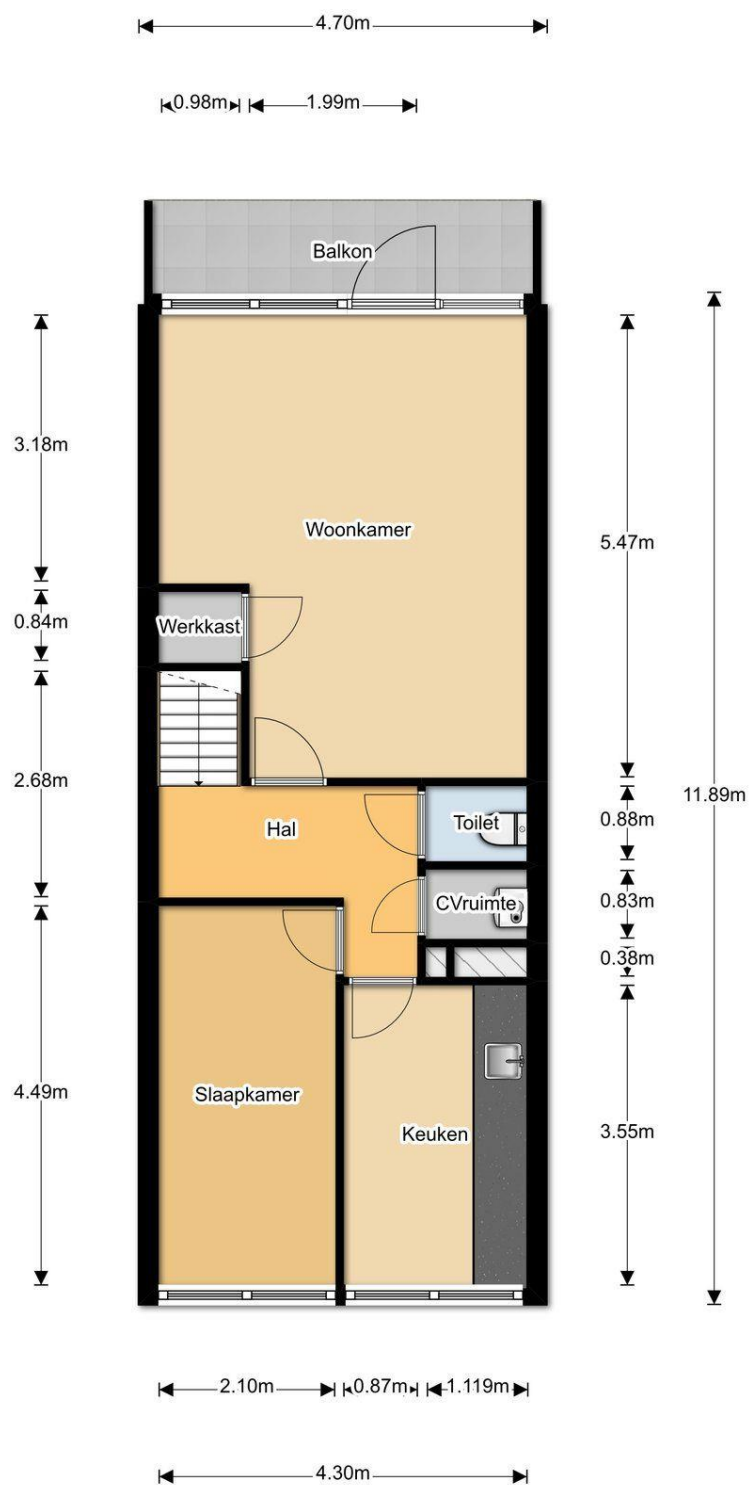 4.70m
0.98m
1.99m
Balkon
3.18m
Woonkamer
5.47m
0.84m
Werkkast
2.68m
11.89m
Hal
Toilet
0.88m
CVruimte
0.83m
0.38m
4.49m
Slaapkamer
Keuken
3.55m
2.10m
0.87m
1.119m
4.30m